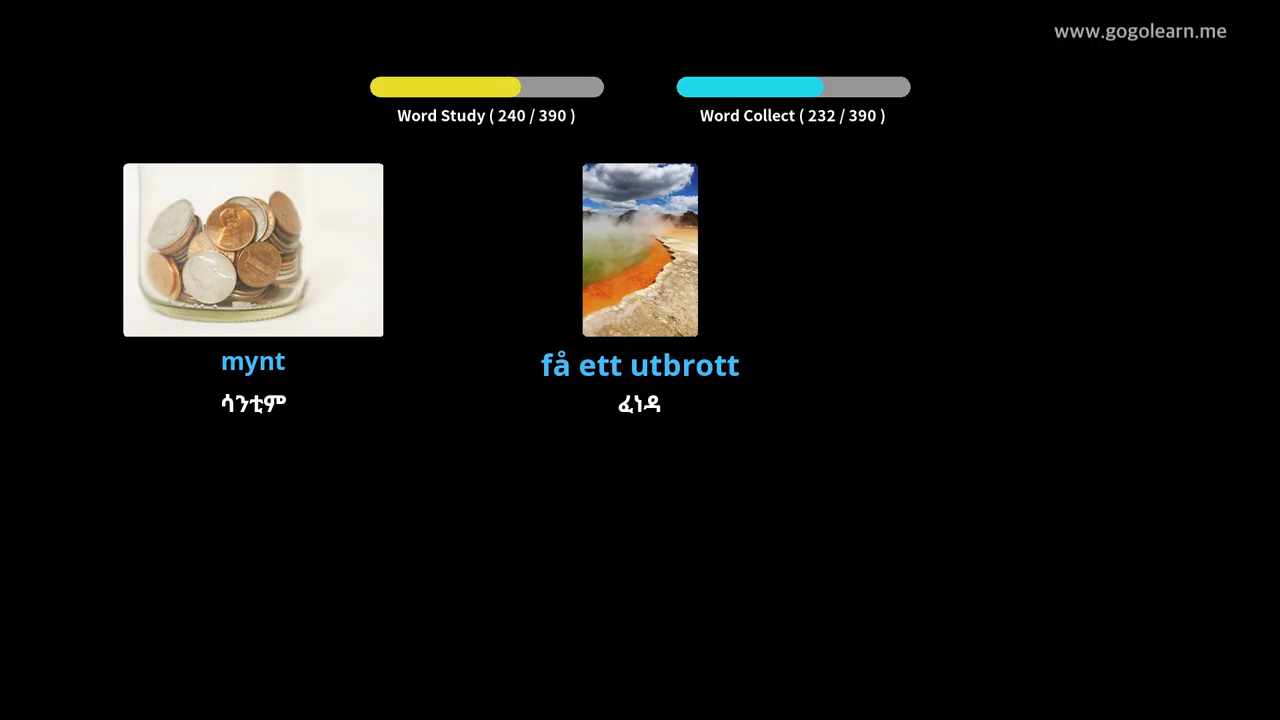 www.gogolearn.me
Word Study ( 240 / 390 )
Word Collect ( 232 / 390 )
mynt
ሳንቲም
få ett utbrott
ፈነዳ